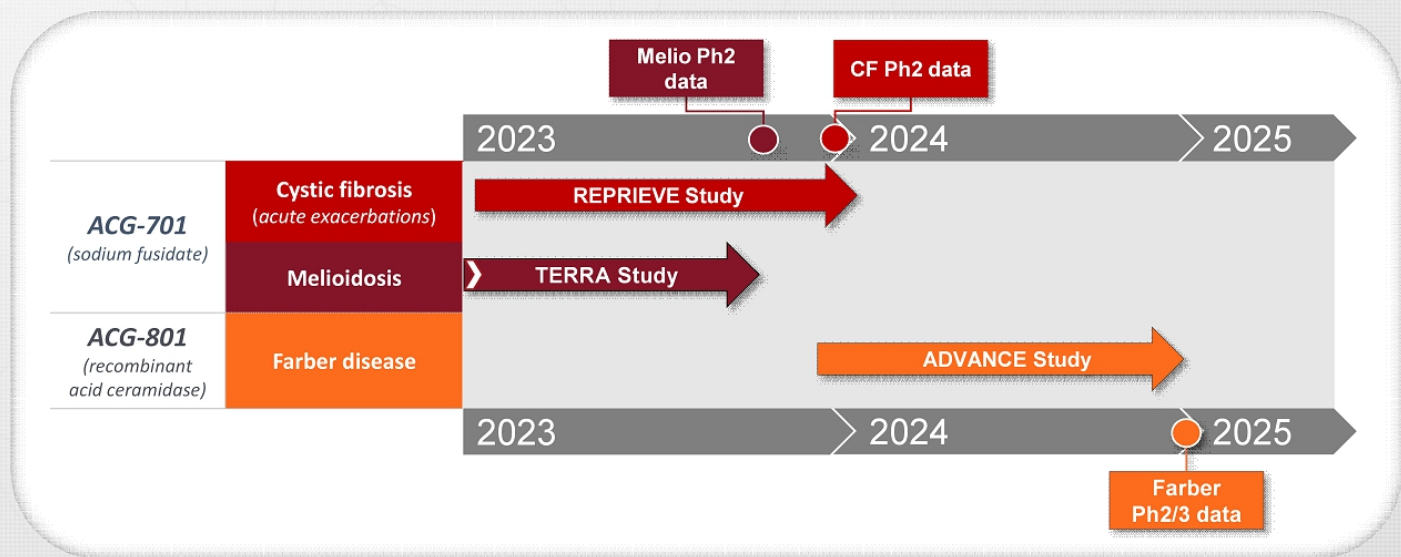 Melio Ph2
data
CF Ph2 data
2023
2024
2025
ACG-701
(sodium fusidate)
Cystic fibrosis
(acute exacerbations)
REPRIEVE Study
Melioidosis
TERRA Study
ACG-801
(recombinant
acid ceramidase)
Farber disease
ADVANCE Study
2023
2024
2025
Farber
Ph2/3 data